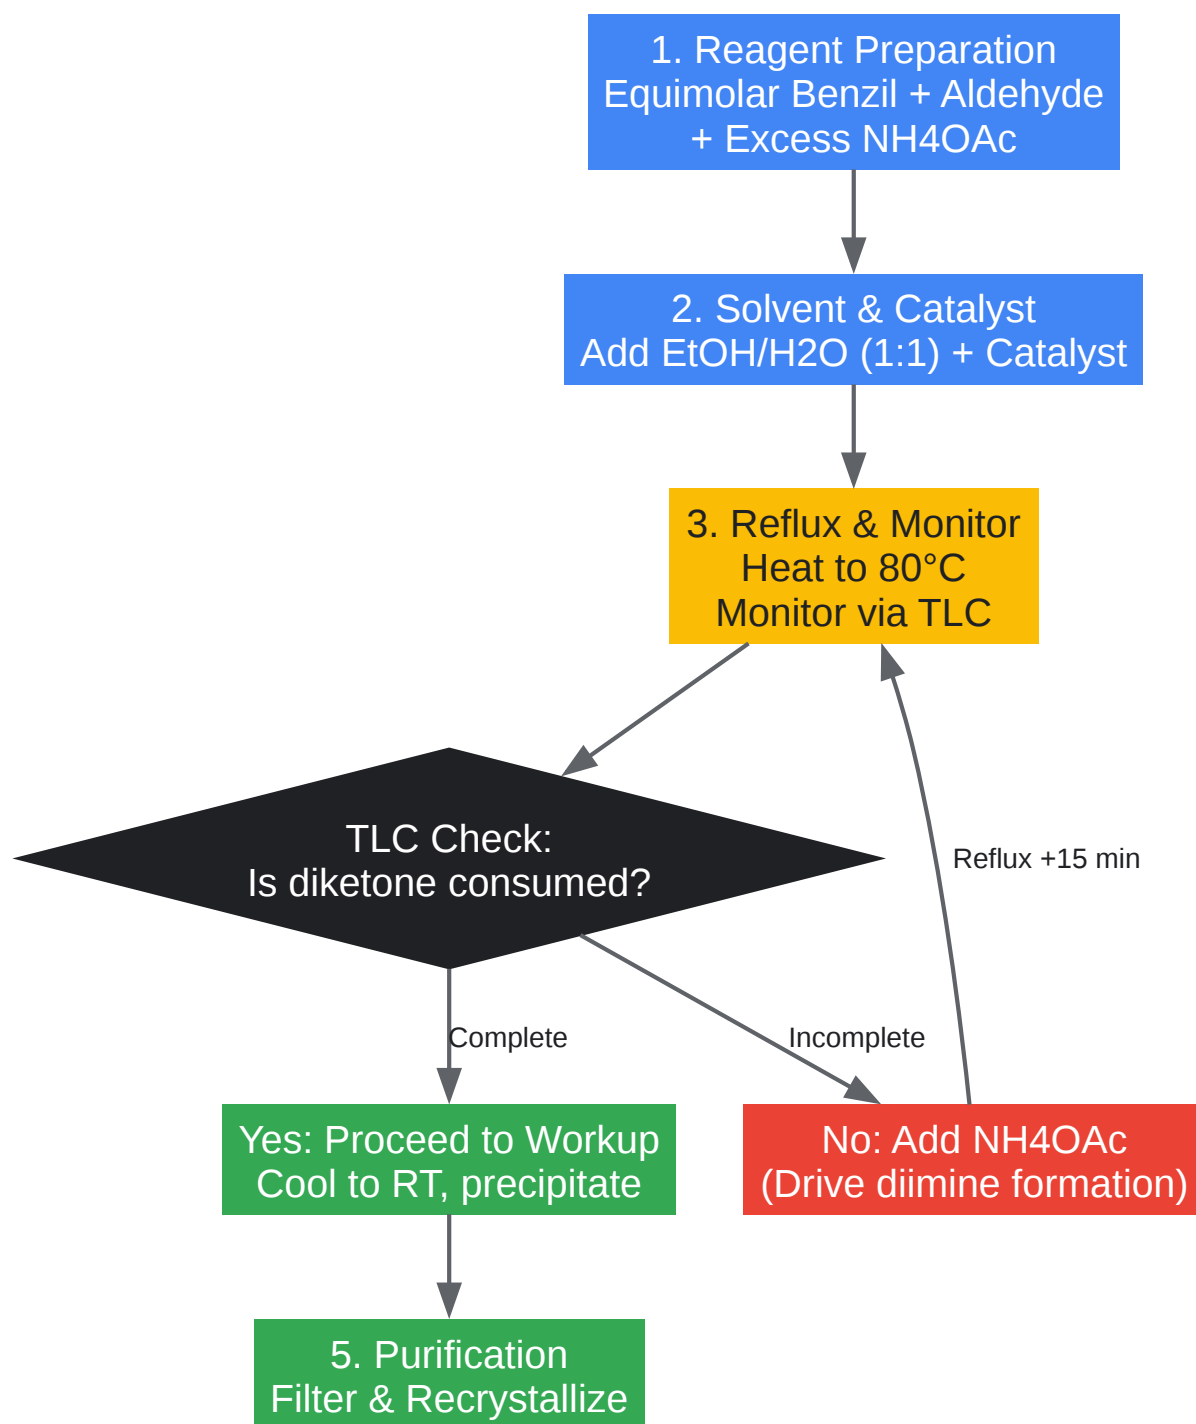 1. Reagent Preparation
Equimolar Benzil + Aldehyde
+ Excess NH4OAc
2. Solvent & Catalyst
Add EtOH/H2O (1:1) + Catalyst
3. Reflux & Monitor
Heat to 80°C
Monitor via TLC
TLC Check:
Is diketone consumed?
Reflux +15 min
Complete
Incomplete
Yes: Proceed to Workup
Cool to RT, precipitate
No: Add NH4OAc
(Drive diimine formation)
5. Purification
Filter & Recrystallize